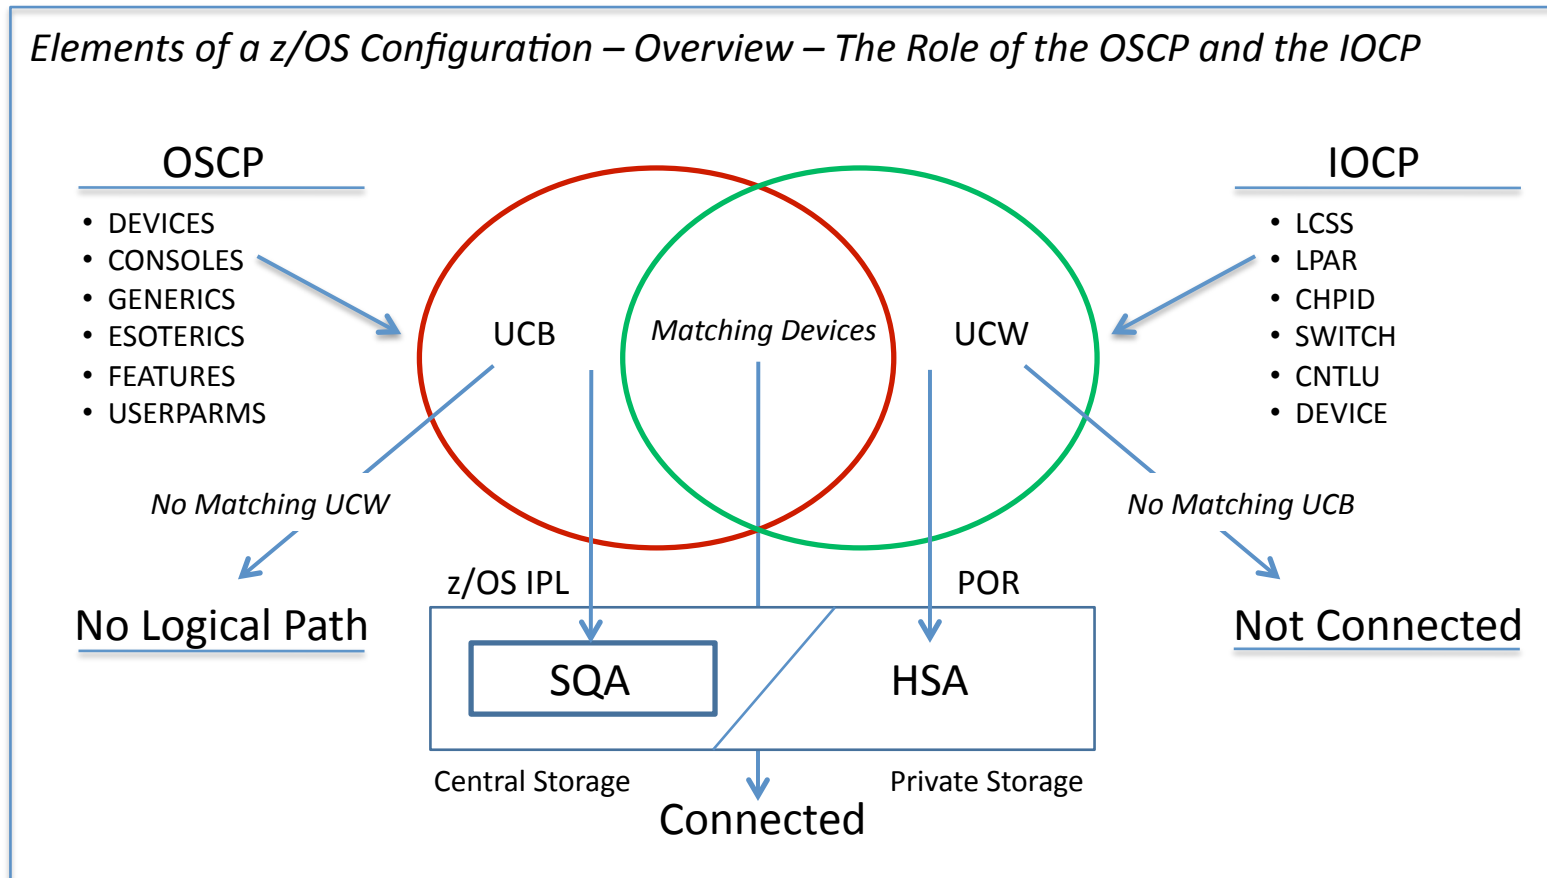 Elements of a z/OS Configuration – Overview – The Role of the OSCP and the IOCP
OSCP
• DEVICES
• CONSOLES
• GENERICS
• ESOTERICS
• FEATURES
• USERPARMS
IOCP
• LCSS
• LPAR
• CHPID
• SWITCH
• CNTLU
• DEVICE
UCB
Matching Devices
UCW
No Matching UCW
No Matching UCB
z/OS IPL
POR
No Logical Path
Not Connected
SQA
HSA
Central Storage
Private Storage
Connected